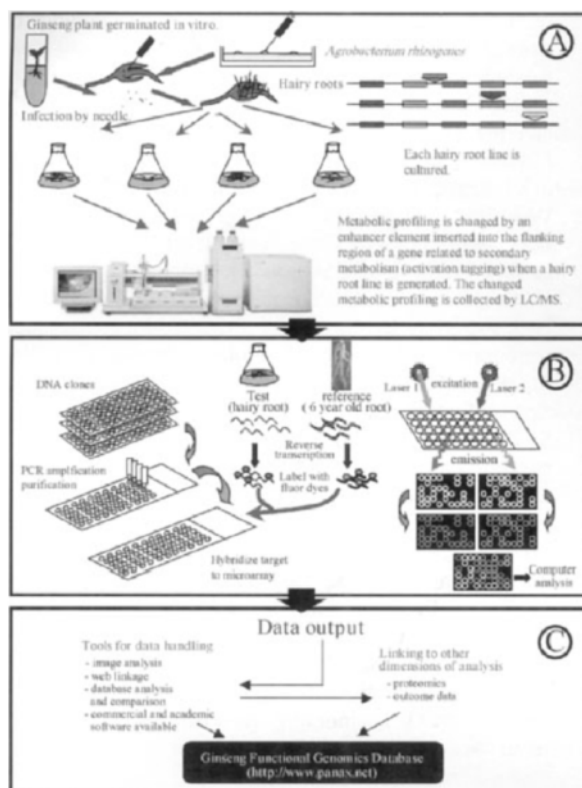 Ginseng plant germinated in vitro.
A
Agrobacterium rhizogenes
Hairy roots
Infection by needle.
Each hairy root line is
cultured.
Metabolic profiling is changed by an
enhancer element inserted into the flanking
region of a gene related to secondary
metabolism (activation tagging) when a hairy
root line is generated. The changed
metabolic profiling is collected by LC/MS.
B
DNA clones
Test
(hairy root)
reference
( 6 year old root)
Laser 1
excitation
Laser 2
Reverse
transcription
emission
PCR amplification
purification
Label with
fluor dyes
Hybridize target
to microarray
Computer
analysis
C
Data output
Tools for data handling
- image analysis
- web linkage
- database analysis
and comparison
- commercial and academic
software available
Linking to other
dimensions of analysis
- proteomics
- outcome data
Ginseng Functional Genomics Database
(http://www.panax.net)